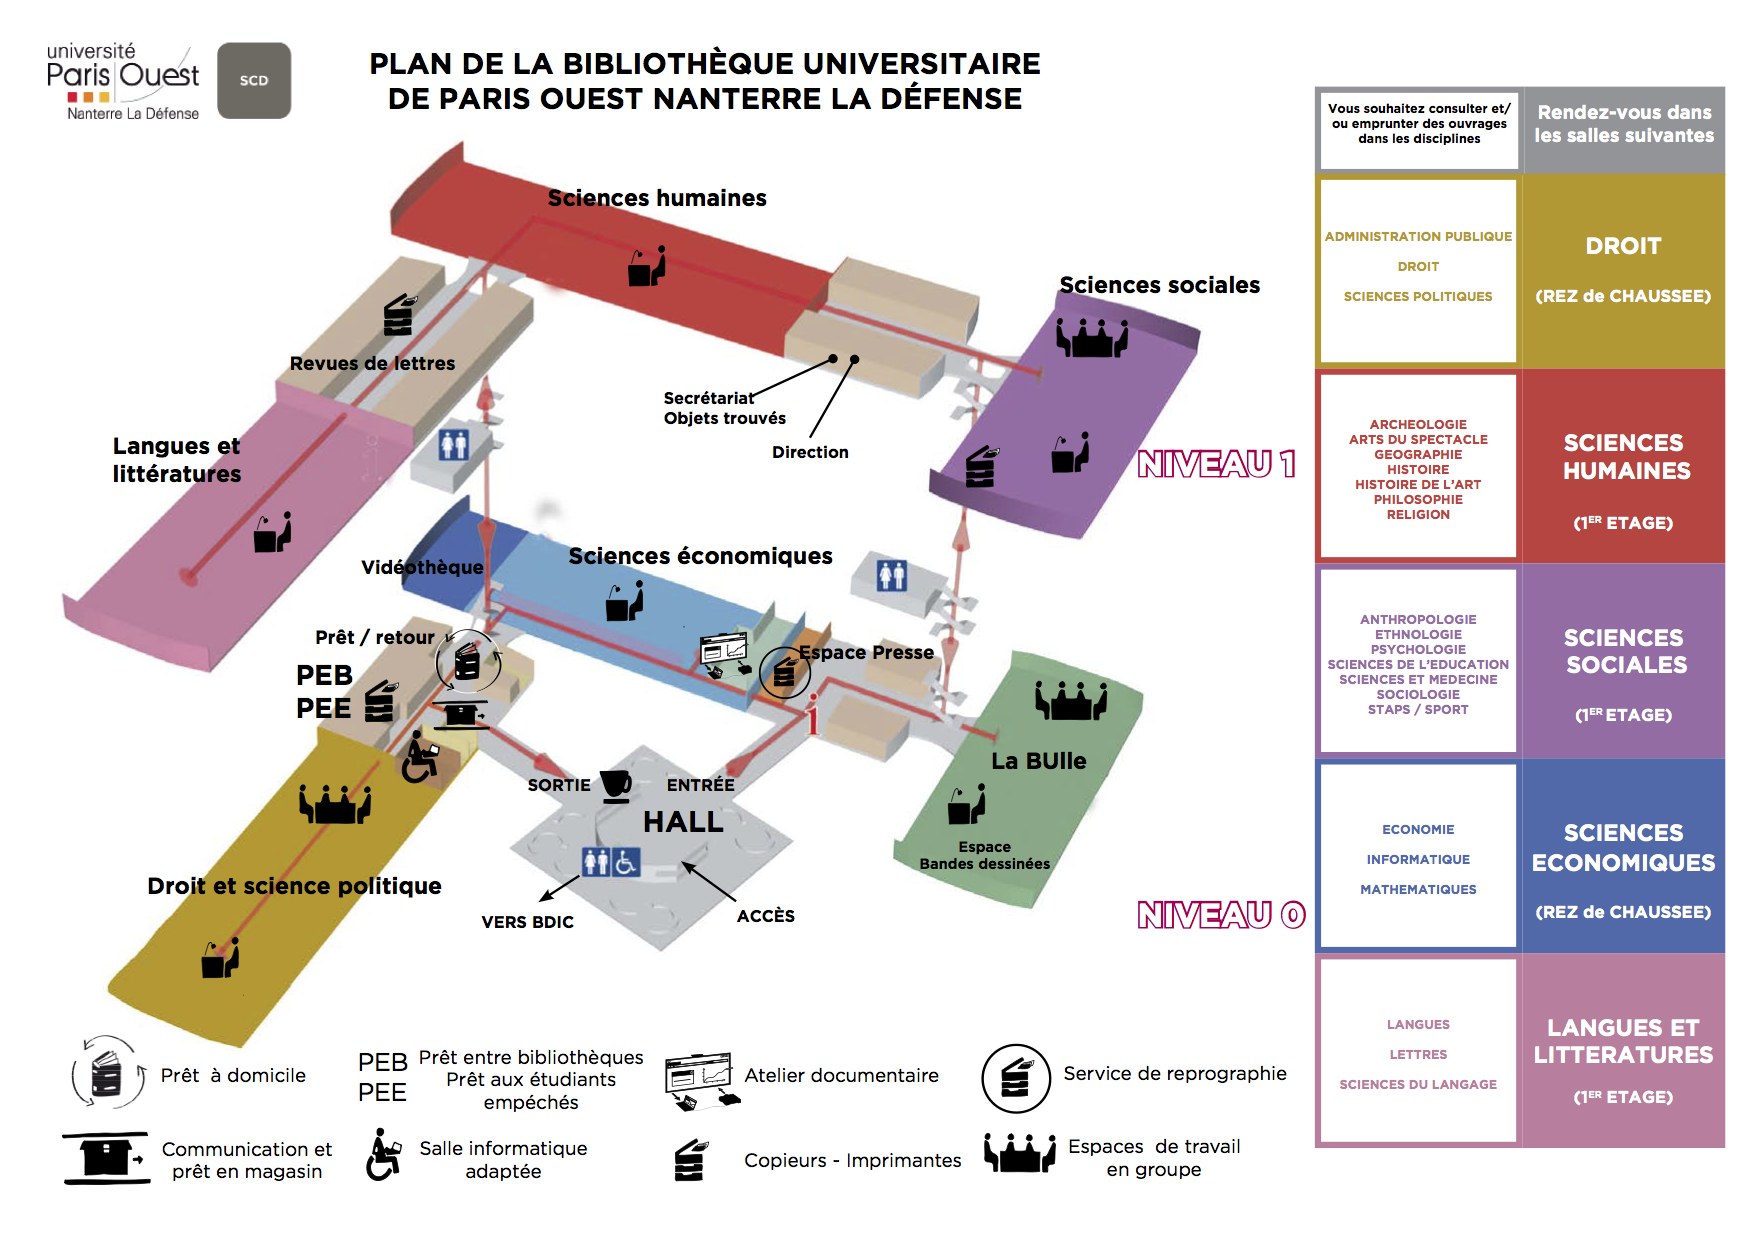 université
Paris Ouest
Nanterre La Défense
SCD
PLAN DE LA BIBLIOTHÈQUE UNIVERSITAIRE
DE PARIS OUEST NANTERRE LA DÉFENSE
Sciences humaines
Sciences sociales
Revues de lettres
Secrétariat
Objets trouvés
Direction
Langues et
littératures
NIVEAU 1
Vidéothèque
Sciences économiques
Prêt / retour
PEB
PEE
Espace Presse
i
La BUlle
SORTIE
ENTRÉE
HALL
Espace
Bandes dessinées
Droit et science politique
VERS BDIC
ACCÈS
NIVEAU 0
Vous souhaitez consulter et/
ou emprunter des ouvrages
dans les disciplines
Rendez-vous dans
les salles suivantes
ADMINISTRATION PUBLIQUE
DROIT
SCIENCES POLITIQUES
DROIT
(REZ de CHAUSSEE)
ARCHEOLOGIE
ARTS DU SPECTACLE
GEOGRAPHIE
HISTOIRE
HISTOIRE DE L'ART
PHILOSOPHIE
RELIGION
SCIENCES
HUMAINES
(1ER ETAGE)
ANTHROPOLOGIE
ETHNOLOGIE
PSYCHOLOGIE
SCIENCES DE L'EDUCATION
SCIENCES ET MEDECINE
SOCIOLOGIE
STAPS / SPORT
SCIENCES
SOCIALES
(1ER ETAGE)
ECONOMIE
INFORMATIQUE
MATHEMATIQUES
SCIENCES
ECONOMIQUES
(REZ de CHAUSSEE)
LANGUES
LETTRES
SCIENCES DU LANGAGE
LANGUES ET
LITTERATURES
(1ER ETAGE)
Prêt à domicile
PEB
PEE
Prêt entre bibliothèques
Prêt aux étudiants
empéchés
Atelier documentaire
Service de reprographie
Communication et
prêt en magasin
Salle informatique
adaptée
Copieurs - Imprimantes
Espaces de travail
en groupe